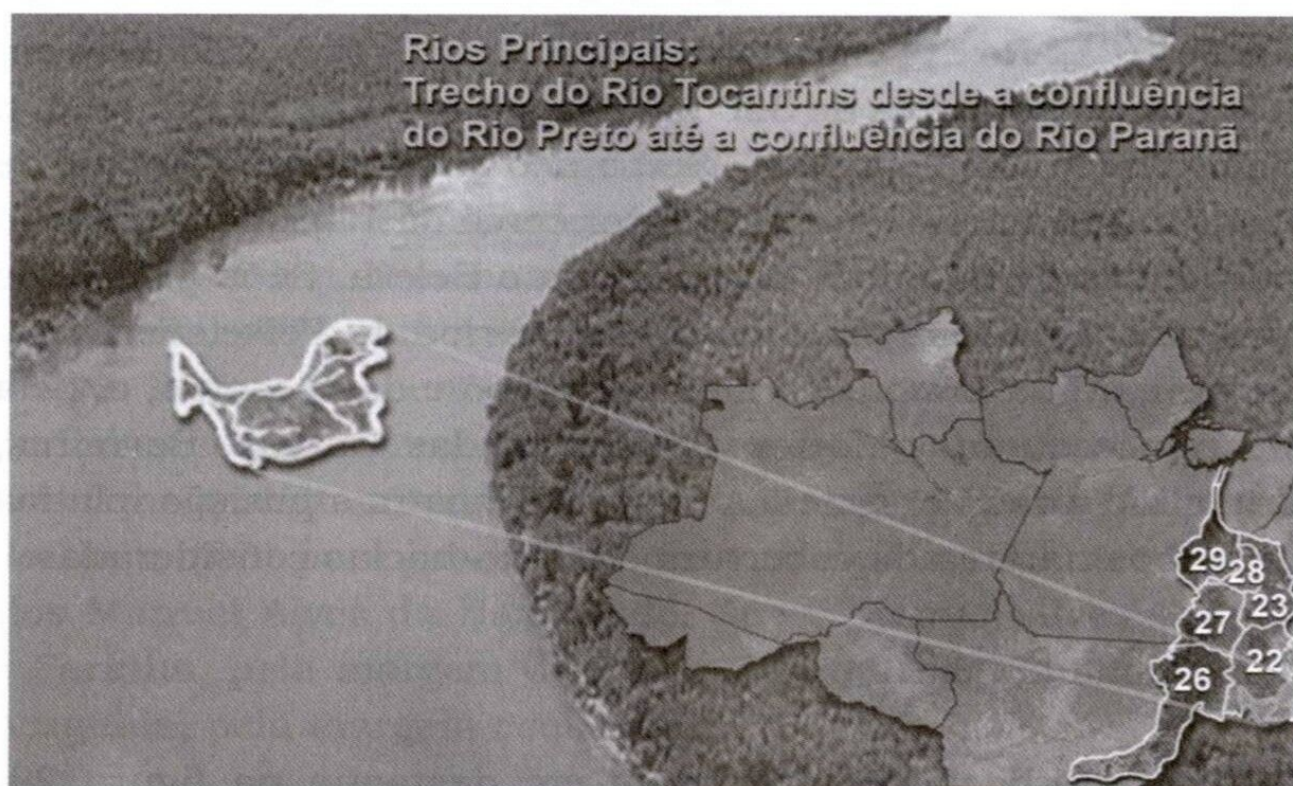 Rios Principais:
Trecho do Rio Tocantins desde a confluência
do Rio Preto até a confluência do Rio Paranã
29
28
23
27
22
26